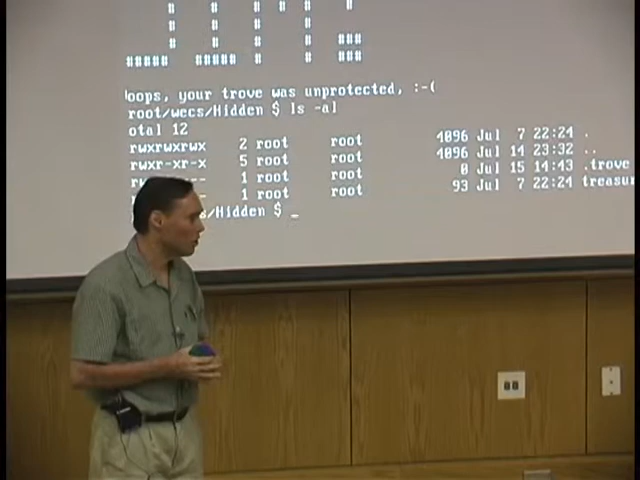 # # # # # #
# # # #
# # # #
# # # # ###
##### ##### # # ###
oops, your trove was unprotected, :-(
root/wecs/Hidden $ ls -al
otal 12
rwxrwxrwx 2 root root 4096 Jul 7 22:24 .
rwxr-xr-x 5 root root 4096 Jul 14 23:32 ..
1 root root 0 Jul 15 14:43 .trove
1 root root 93 Jul 7 22:24 treasur
/Hidden $ _